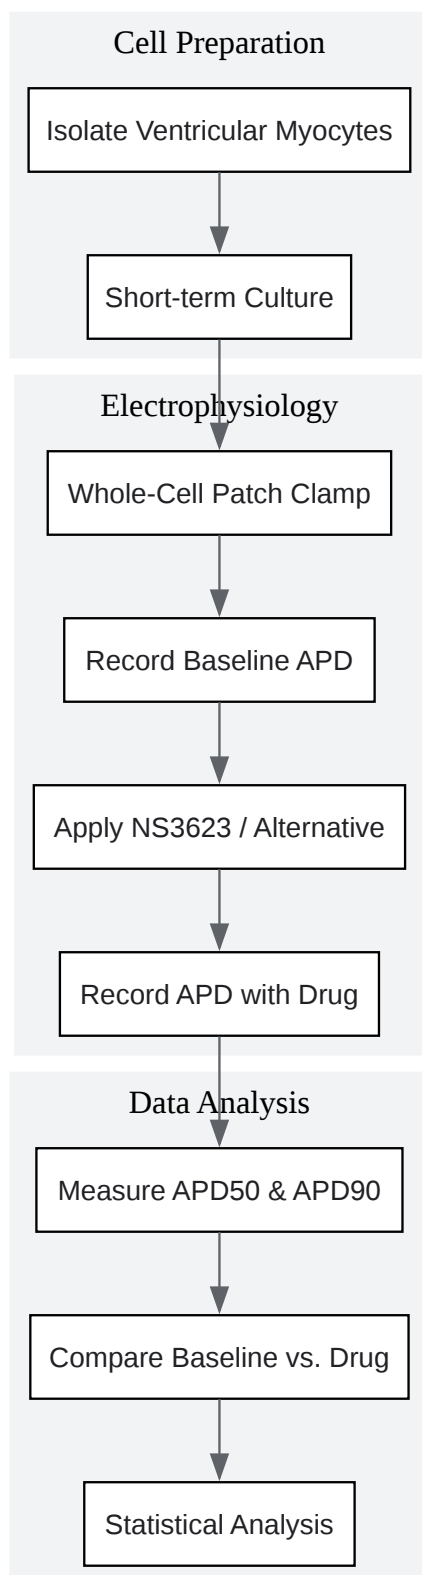 Cell Preparation
Isolate Ventricular Myocytes
Short-term Culture
Electrophysiology
Whole-Cell Patch Clamp
Record Baseline APD
Apply NS3623 / Alternative
Record APD with Drug
Data Analysis
Measure APD50 & APD90
Compare Baseline vs. Drug
Statistical Analysis